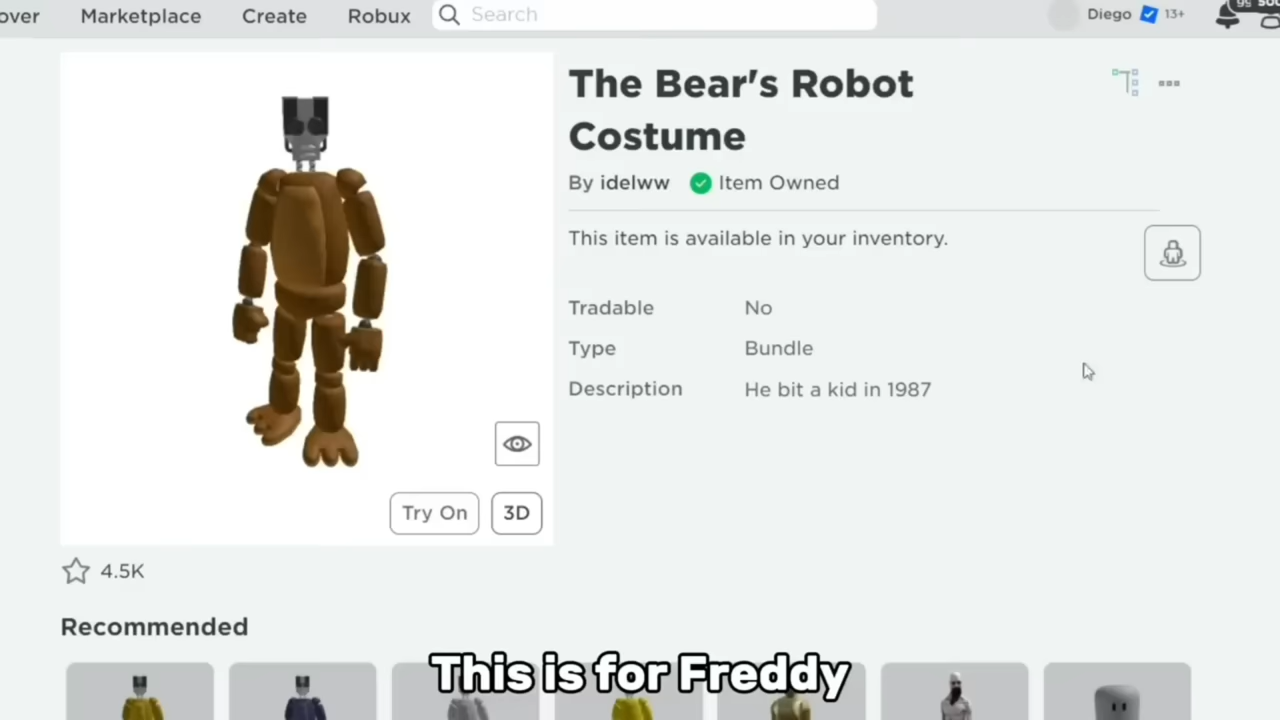 over Marketplace Create Robux Search Diego 13+
The Bear's Robot
Costume
By idelww Item Owned
This item is available in your inventory.
Tradable No
Type Bundle
Description He bit a kid in 1987
Try On 3D
4.5K
Recommended
This is for Freddy